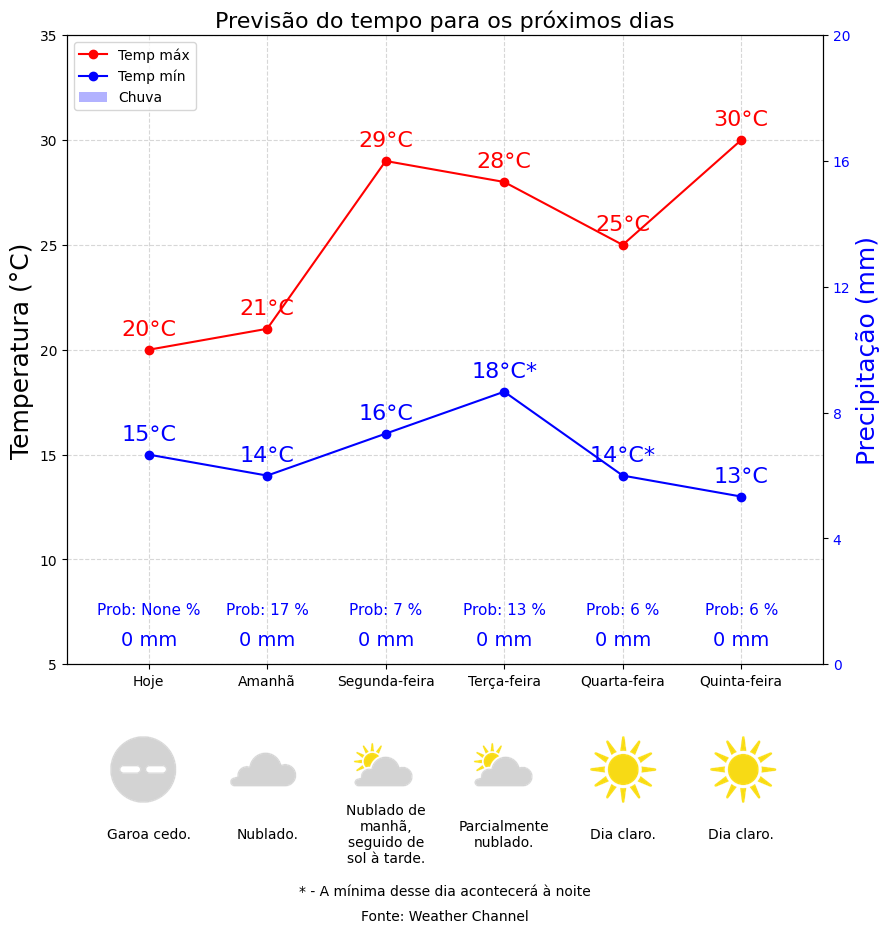 Previsão do tempo para os próximos dias
35
30
25
20
15
10
5
Temperatura (°C)
Temp máx
Temp mín
Chuva
20
16
12
8
4
0
Precipitação (mm)
20°C
21°C
29°C
28°C
25°C
30°C
15°C
14°C
16°C
18°C*
14°C*
13°C
Prob: None %
Prob: 17 %
Prob: 7 %
Prob: 13 %
Prob: 6 %
Prob: 6 %
0 mm
0 mm
0 mm
0 mm
0 mm
0 mm
Hoje
Amanhã
Segunda-feira
Terça-feira
Quarta-feira
Quinta-feira
Garoa cedo.
Nublado.
Nublado de
manhã,
seguido de
sol à tarde.
Parcialmente
nublado.
Dia claro.
Dia claro.
* - A mínima desse dia acontecerá à noite
Fonte: Weather Channel